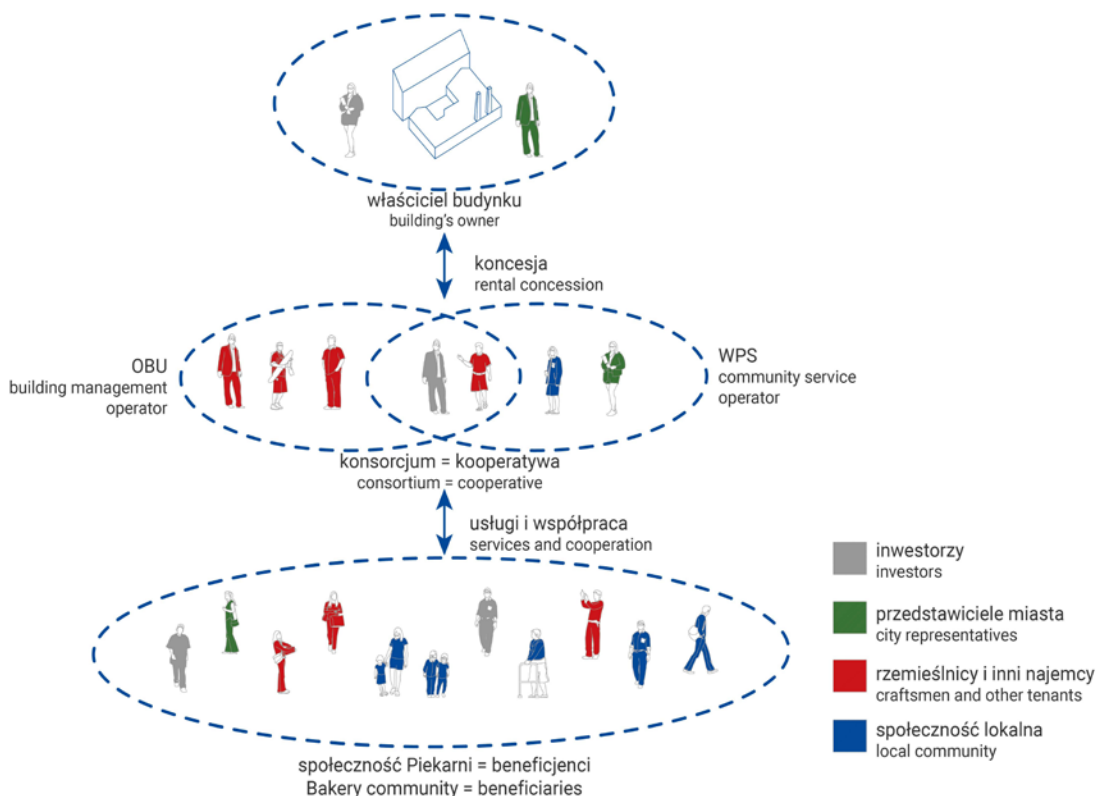 właściciel budynku
building's owner
koncesja
rental concession
OBU
building management
operator
WPS
community service
operator
konsorcjum = kooperatywa
consortium = cooperative
usługi i współpraca
services and cooperation
inwestorzy
investors
przedstawiciele miasta
city representatives
rzemieślnicy i inni najemcy
craftsmen and other tenants
społeczność lokalna
local community
społeczność Piekarni = beneficjenci
Bakery community = beneficiaries